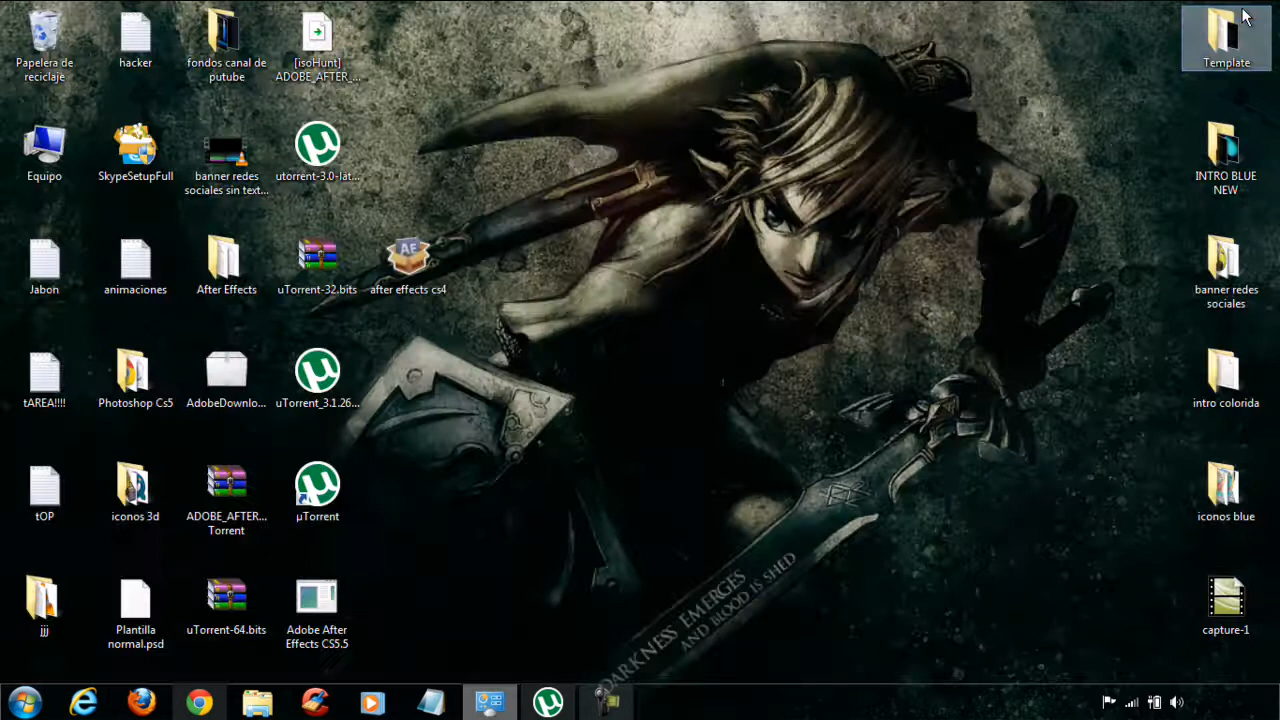 Papelera de
reciclaje
hacker
fondos canal de
putube
[isoHunt]
ADOBE_AFTER_...
Template
Equipo
SkypeSetupFull
banner redes
sociales sin text...
utorrent-3.0-lat...
INTRO BLUE
NEW
Jabon
animaciones
After Effects
uTorrent-32.bits
AE
after effects cs4
banner redes
sociales
tAREA!!!!
Photoshop Cs5
AdobeDownlo...
uTorrent_3.1.26...
intro colorida
tOP
iconos 3d
ADOBE_AFTER...
Torrent
µTorrent
iconos blue
jjj
Plantilla
normal.psd
uTorrent-64.bits
Adobe After
Effects CS5.5
capture-1
DARKNESS EMERGES
AND BLOOD IS SHED